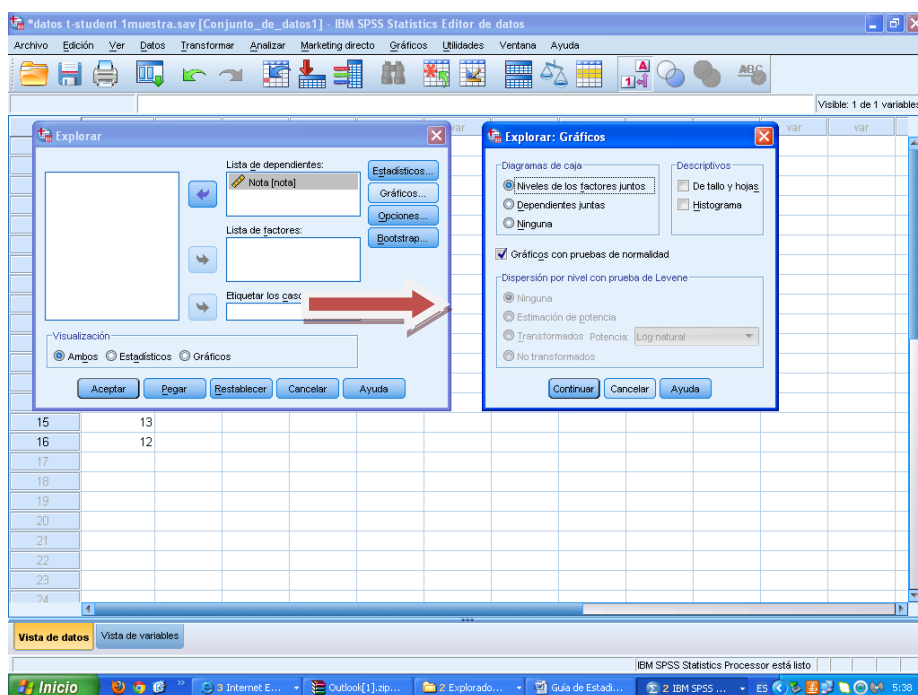 *datos t-student 1muestra.sav [Conjunto_de_datos1] - IBM SPSS Statistics Editor de datos
Archivo Edición Ver Datos Transformar Analizar Marketing directo Gráficos Utilidades Ventana Ayuda
Visible: 1 de 1 variables
var var var
Explorar
Lista de dependientes:
Nota [nota]
Lista de factores:
Etiquetar los
Estadísticos...
Gráficos...
Opciones...
Bootstrap...
Visualización
Ambos Estadísticos Gráficos
Aceptar Pegar Restablecer Cancelar Ayuda
Explorar: Gráficos
Diagramas de caja
Niveles de los factores juntos
Dependientes juntas
Ninguna
Descriptivos
De tallo y hojas
Histograma
Gráficos con pruebas de normalidad
Dispersión por nivel con prueba de Levene
Ninguna
Estimación de potencia
Transformados Potencia: Log natural
No transformados
Continuar Cancelar Ayuda
15 13
16 12
17
18
19
20
21
22
23
24
Vista de datos Vista de variables
IBM SPSS Statistics Processor está listo
Inicio 3 Internet E... Outlook[1].zip... 2 Explorado... Guía de Estadi... 2 IBM SPSS ... ES 5:38